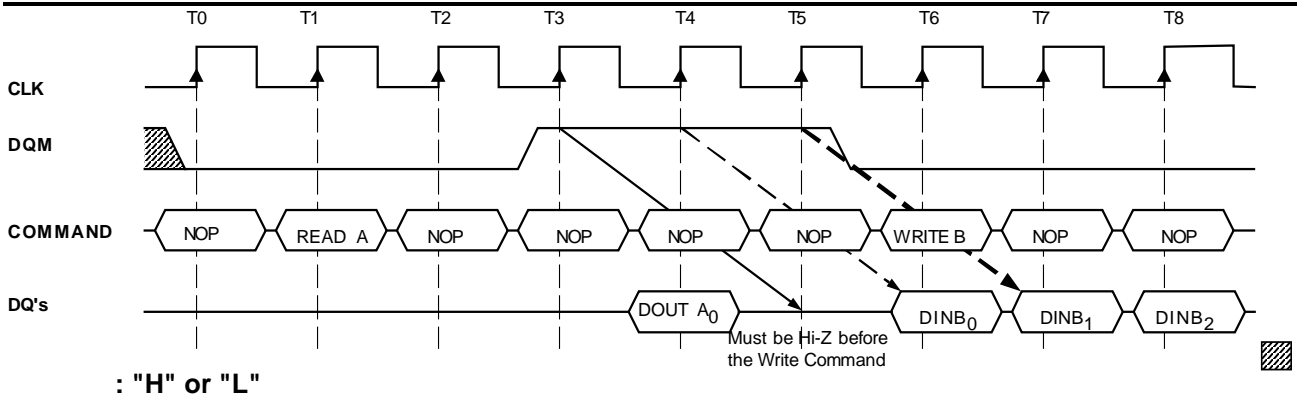 T0 T1 T2 T3 T4 T5 T6 T7 T8
CLK
DQM
COMMAND NOP READ A NOP NOP NOP NOP WRITE B NOP NOP
DQ's DOUT A0 DINB0 DINB1 DINB2
Must be Hi-Z before
the Write Command
: "H" or "L"